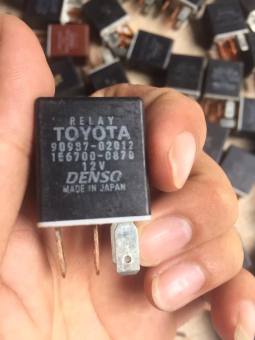 RELAY
TOYOTA
90987-02012
156700-0870
12V
DENSO
MADE IN JAPAN